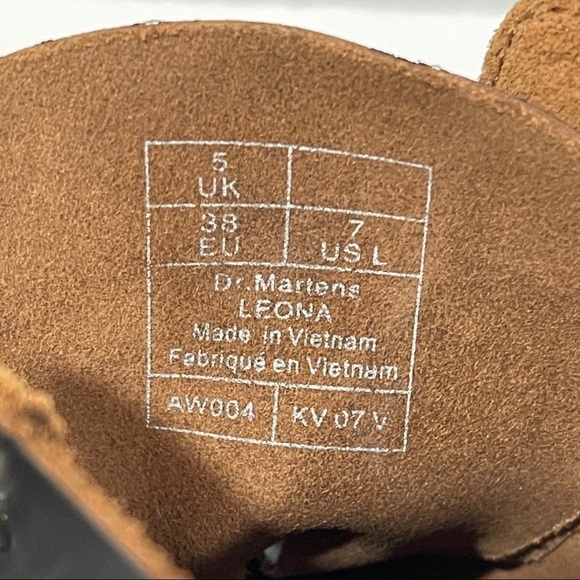 5
UK
38
EU
7
US L
Dr. Martens
LEONA
Made in Vietnam
Fabriqué en Vietnam
AW004
KV 07 V